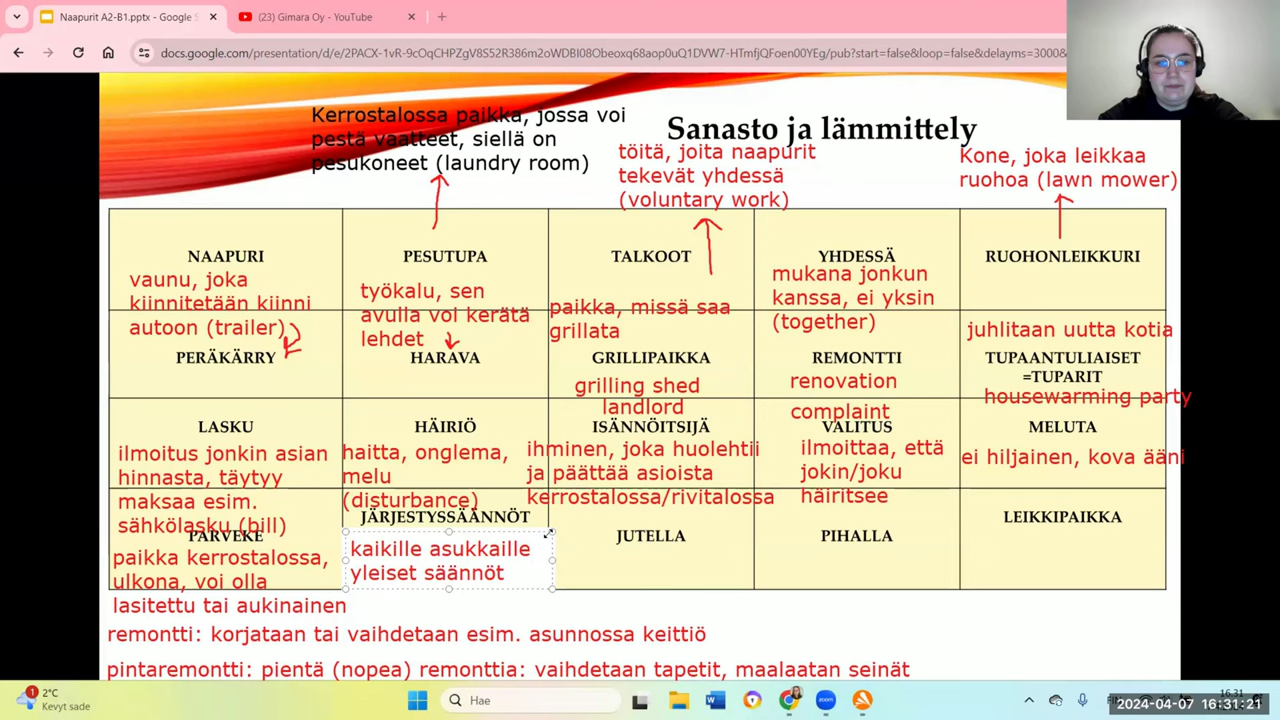 Napurit A2-B1.pptx - Google S
(23) Gimara Oy - YouTube
docs.google.com/presentation/d/e/2PACX-1vR-9cOqCHPZgV8S52R386m2oWDBI08Obeoxq68aop0uQ1DVW7-HTmfjQFoen00YEg/pub?start=false&loop=false&delayms=3000&
Kerrostalossa paikka, jossa voi
pestä vaatteet, siellä on
pesukoneet (laundry room)
Sanasto ja lämmittely
töitä, joita naapurit
tekevät yhdessä
(voluntary work)
Kone, joka leikkaa
ruohoa (lawn mower)
NAAPURI
vaunu, joka
kiinnitetään kiinni
autoon (trailer)
PESUTUPA
työkalu, sen
avulla voi kerätä
lehdet
TALKOOT
paikka, missä saa
grillata
YHDESSÄ
mukana jonkun
kanssa, ei yksin
(together)
RUOHONLEIKKURI
juhlitaan uutta kotia
PERÄKÄRRY
HARAVA
GRILLIPAIKKA
grilling shed
landlord
REMONTTI
renovation
complaint
TUPAANTULIAISET
=TUPARIT
housewarming party
LASKU
ilmoitus jonkin asian
hinnasta, täytyy
maksaa esim.
sähkölasku (bill)
HÄIRIÖ
haitta, onglema,
melu
(disturbance)
ISÄNNÖITSIJÄ
ihminen, joka huolehtii
ja päättää asioista
kerrostalossa/rivitalossa
VALITUS
ilmoittaa, että
jokin/joku
häiritsee
MELUTA
ei hiljainen, kova ääni
PARVEKE
paikka kerrostalossa,
ulkona, voi olla
lasitettu tai aukinainen
JÄRJESTYSSÄÄNNÖT
kaikille asukkaille
yleiset säännöt
JUTELLA
PIHALLA
LEIKKIPAIKKA
remontti: korjataan tai vaihdetaan esim. asunnossa keittiö
pintaremontti: pientä (nopea) remonttia: vaihdetaan tapetit, maalaatan seinät
1
2°C
Kevyt sade
Hae
zoom
16.31
2024-04-07 16:31:21